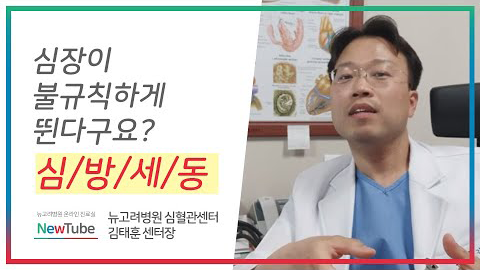 심장이
불규칙하게
뛴다구요?
심/방/세/동
뉴고려병원 온라인 진료실
NewTube
뉴고려병원 심혈관센터
김태훈 센터장